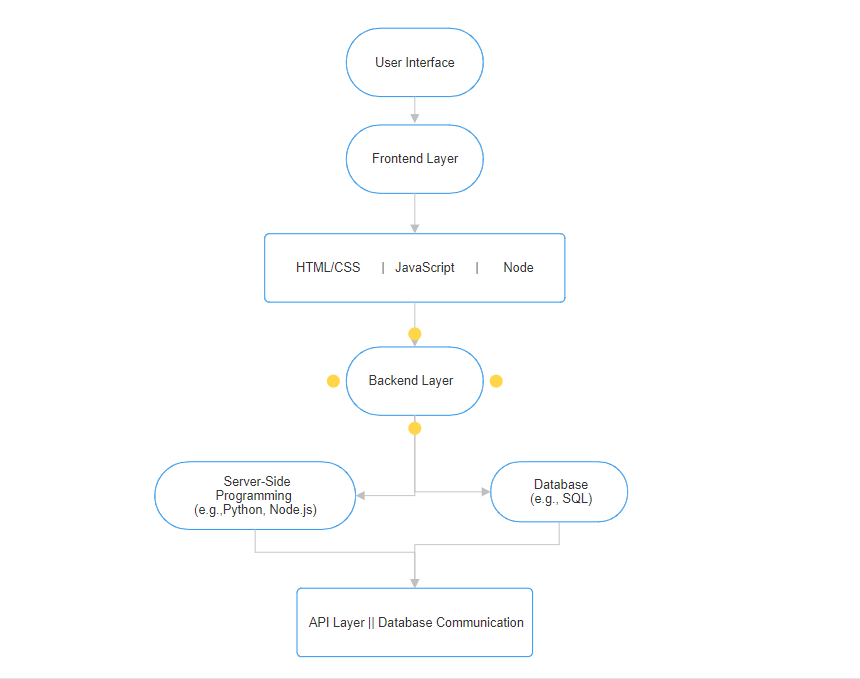 User Interface
Frontend Layer
HTML/CSS | JavaScript | Node
Backend Layer
Server-Side
Programming
(e.g.,Python, Node.js)
Database
(e.g., SQL)
API Layer || Database Communication